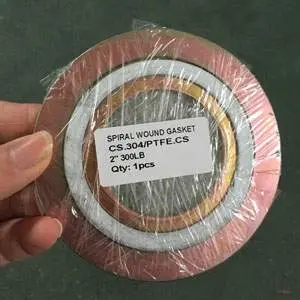 SPIRAL WOUND GASKET
CS.304/PTFE.CS
2" 300LB
Qty: 1pcs